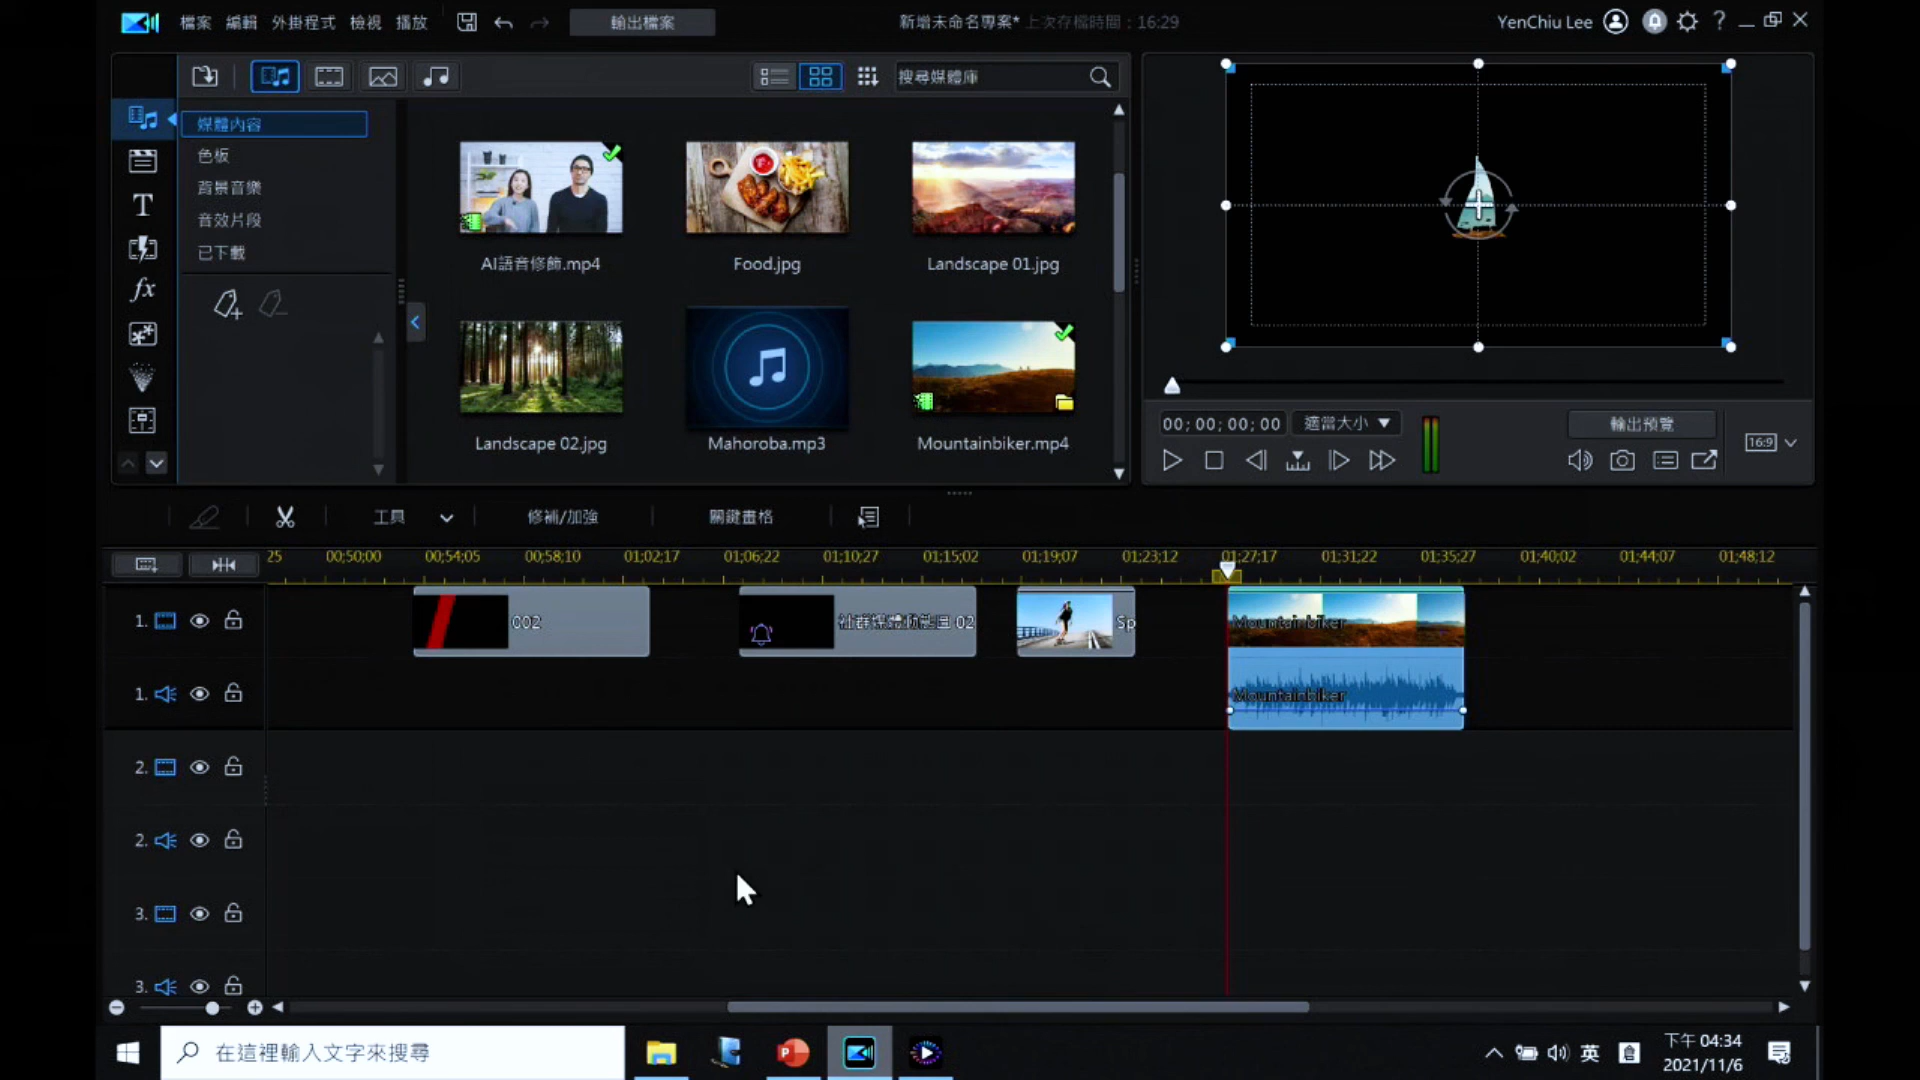 檔案 編輯 外掛程式 檢視 播放 輸出檔案 新增未命名專案* 上次存檔時間：16:29 YenChiu Lee
搜尋媒體庫
媒體內容
色板
背景音樂
音效片段
已下載
AI語音修飾.mp4 Food.jpg Landscape 01.jpg
Landscape 02.jpg Mahoroba.mp3 Mountainbiker.mp4
00;00;00;00 適當大小 輸出預覽
16:9
工具 修補/加強 關鍵畫格
25 00;50;00 00;54;05 00;58;10 01;02;17 01;06;22 01;10;27 01;15;02 01;19;07 01;23;12 01;27;17 01;31;22 01;35;27 01;40;02 01;44;07 01;48;12
1. 002 社群媒體動態圖 02 Sp Mountainbiker
1. Mountainbiker
2.
2.
3.
3.
在這裡輸入文字來搜尋
英
下午 04:34
2021/11/6